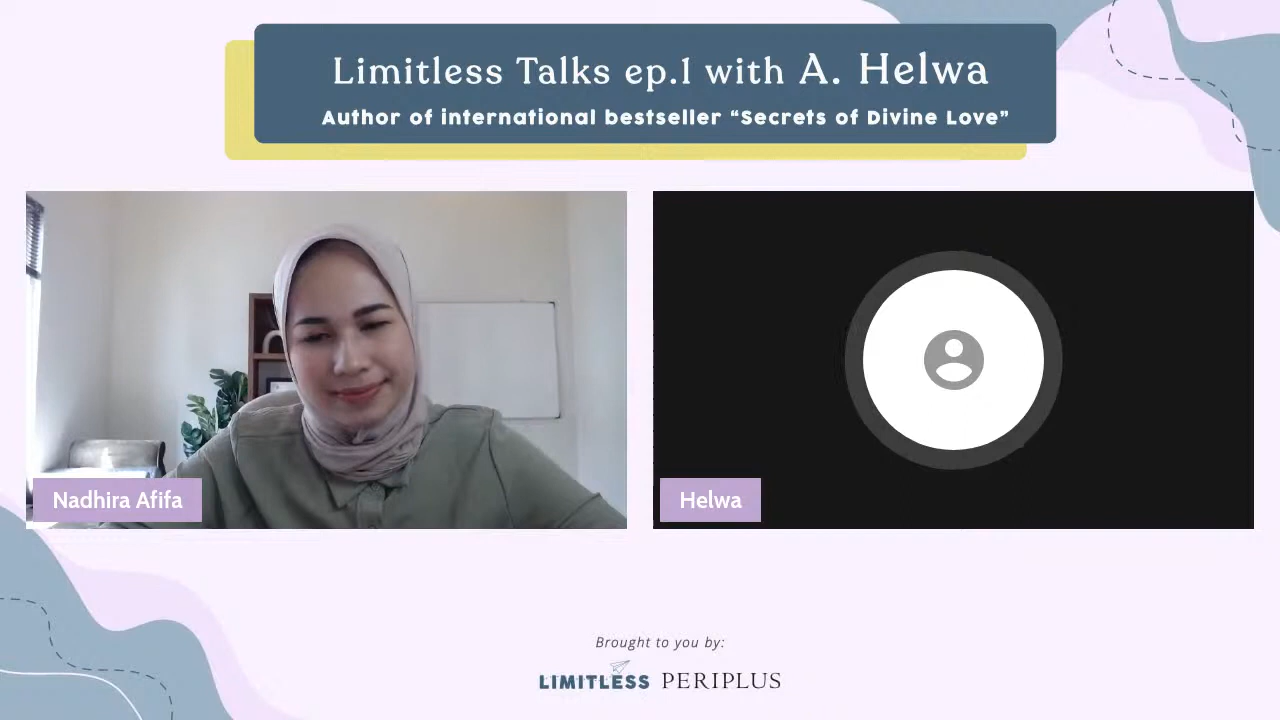 Limitless Talks ep.1 with A. Helwa
Author of international bestseller “Secrets of Divine Love”
Nadhira Afifa
Helwa
Brought to you by:
LIMITLESS PERIPLUS